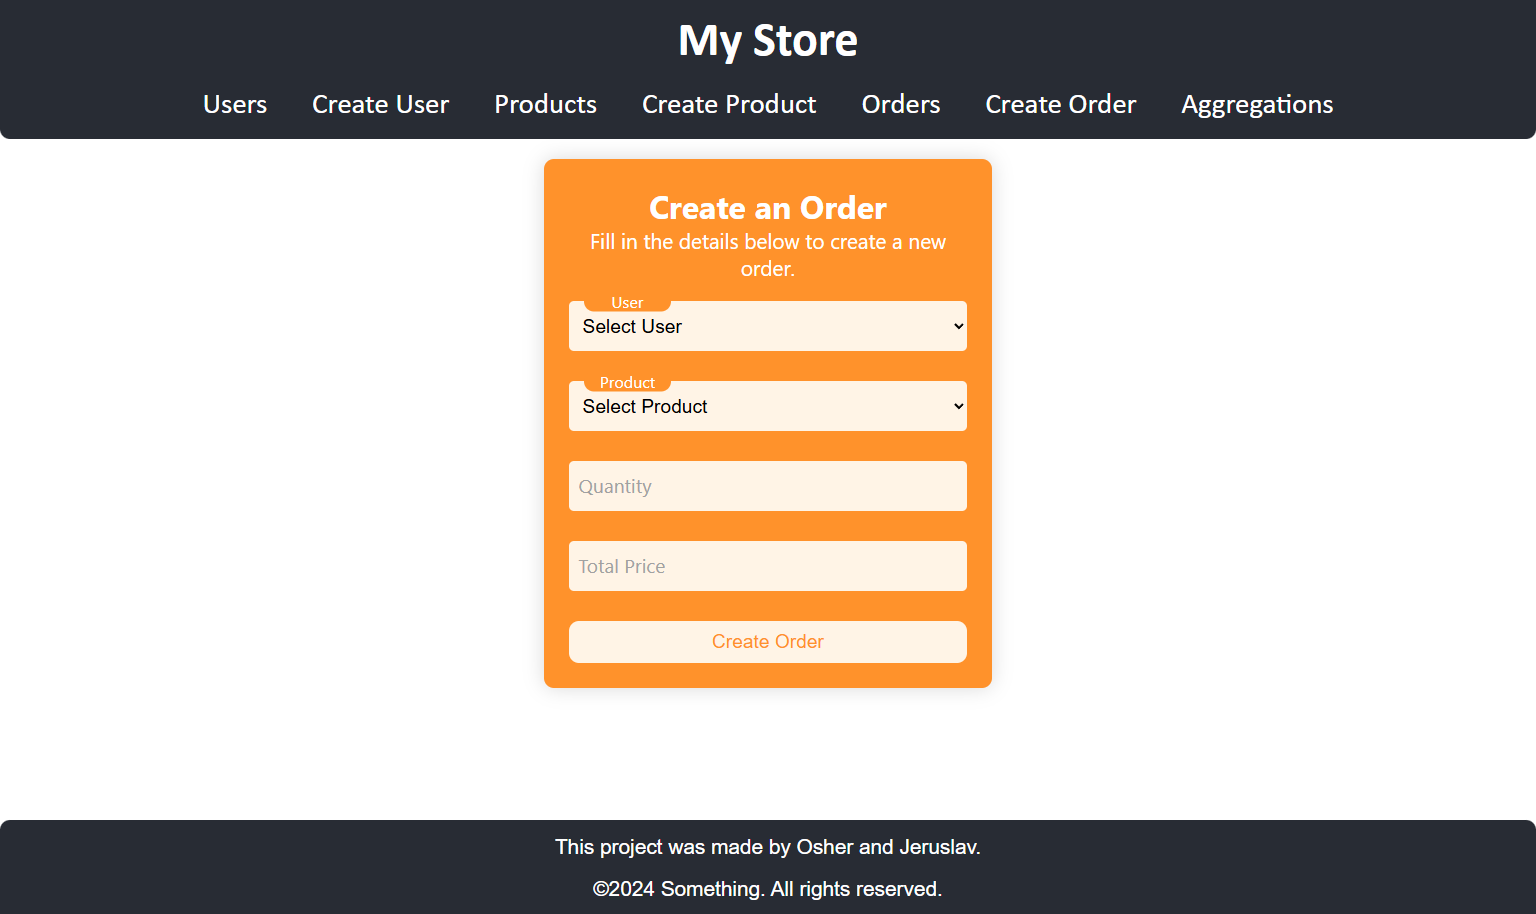 My Store
Users Create User Products Create Product Orders Create Order Aggregations
Create an Order
Fill in the details below to create a new
order.
User
Select User
Product
Select Product
Quantity
Total Price
Create Order
This project was made by Osher and Jeruslav.
©2024 Something. All rights reserved.